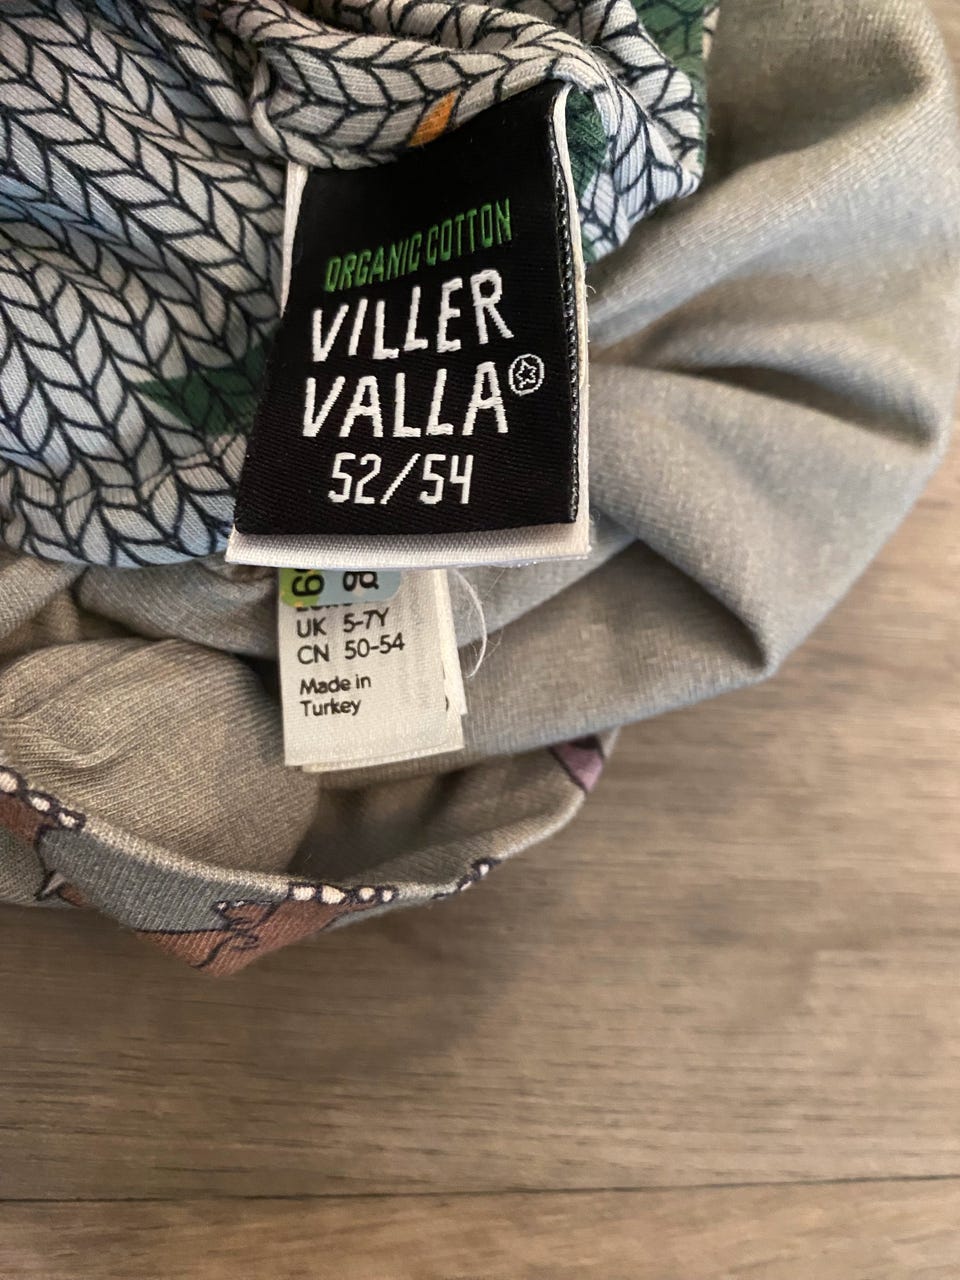 ORGANIC COTTON
VILLER
VALLA
52/54
UK 5-7Y
CN 50-54
Made in
Turkey